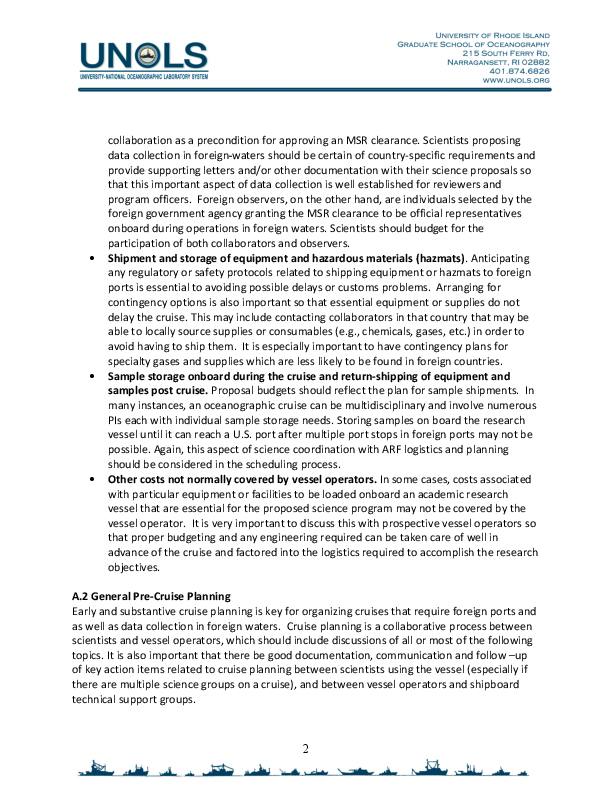 UNOLS
UNIVERSITY-NATIONAL OCEANOGRAPHIC LABORATORY SYSTEM
UNIVERSITY OF RHODE ISLAND
GRADUATE SCHOOL OF OCEANOGRAPHY
215 SOUTH FERRY RD,
NARRAGANSETT, RI 02882
401.874.6826
WWW.UNOLS.ORG
collaboration as a precondition for approving an MSR clearance. Scientists proposing
data collection in foreign-waters should be certain of country-specific requirements and
provide supporting letters and/or other documentation with their science proposals so
that this important aspect of data collection is well established for reviewers and
program officers.  Foreign observers, on the other hand, are individuals selected by the
foreign government agency granting the MSR clearance to be official representatives
onboard during operations in foreign waters. Scientists should budget for the
participation of both collaborators and observers.
• Shipment and storage of equipment and hazardous materials (hazmats). Anticipating
any regulatory or safety protocols related to shipping equipment or hazmats to foreign
ports is essential to avoiding possible delays or customs problems.  Arranging for
contingency options is also important so that essential equipment or supplies do not
delay the cruise. This may include contacting collaborators in that country that may be
able to locally source supplies or consumables (e.g., chemicals, gases, etc.) in order to
avoid having to ship them.  It is especially important to have contingency plans for
specialty gases and supplies which are less likely to be found in foreign countries.
• Sample storage onboard during the cruise and return-shipping of equipment and
samples post cruise. Proposal budgets should reflect the plan for sample shipments.  In
many instances, an oceanographic cruise can be multidisciplinary and involve numerous
PIs each with individual sample storage needs. Storing samples on board the research
vessel until it can reach a U.S. port after multiple port stops in foreign ports may not be
possible. Again, this aspect of science coordination with ARF logistics and planning
should be considered in the scheduling process.
• Other costs not normally covered by vessel operators. In some cases, costs associated
with particular equipment or facilities to be loaded onboard an academic research
vessel that are essential for the proposed science program may not be covered by the
vessel operator.  It is very important to discuss this with prospective vessel operators so
that proper budgeting and any engineering required can be taken care of well in
advance of the cruise and factored into the logistics required to accomplish the research
objectives.
A.2 General Pre-Cruise Planning
Early and substantive cruise planning is key for organizing cruises that require foreign ports and
as well as data collection in foreign waters.  Cruise planning is a collaborative process between
scientists and vessel operators, which should include discussions of all or most of the following
topics. It is also important that there be good documentation, communication and follow –up
of key action items related to cruise planning between scientists using the vessel (especially if
there are multiple science groups on a cruise), and between vessel operators and shipboard
technical support groups.
2